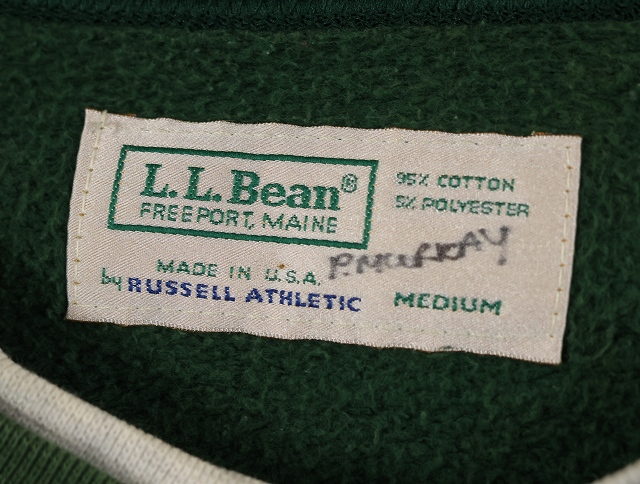 L.L.Bean®
FREEPORT, MAINE
95% COTTON
5% POLYESTER
P. MURRAY
MADE IN U.S.A.
by RUSSELL ATHLETIC
MEDIUM